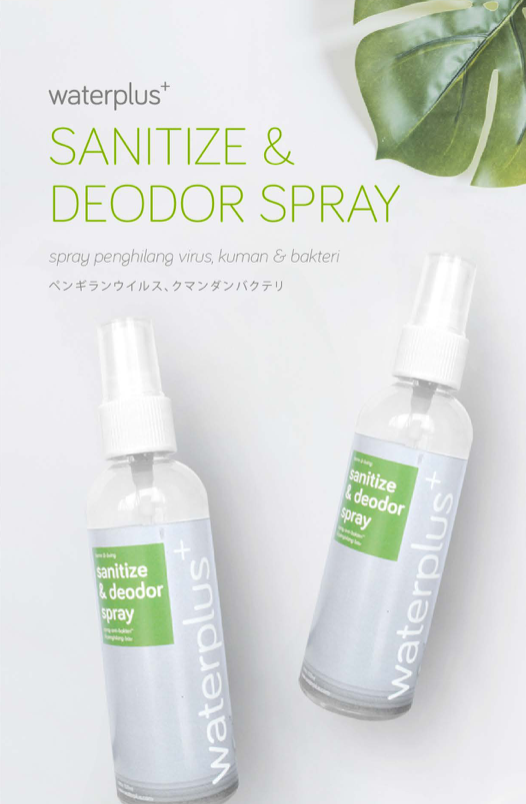 waterplus+
SANITIZE &
DEODOR SPRAY
spray penghilang virus, kuman & bakteri
ペンギランウイルス、クマンダンバクテリ
sanitize
& deodor
spray
waterplus+
sanitize
& deodor
spray
waterplus+